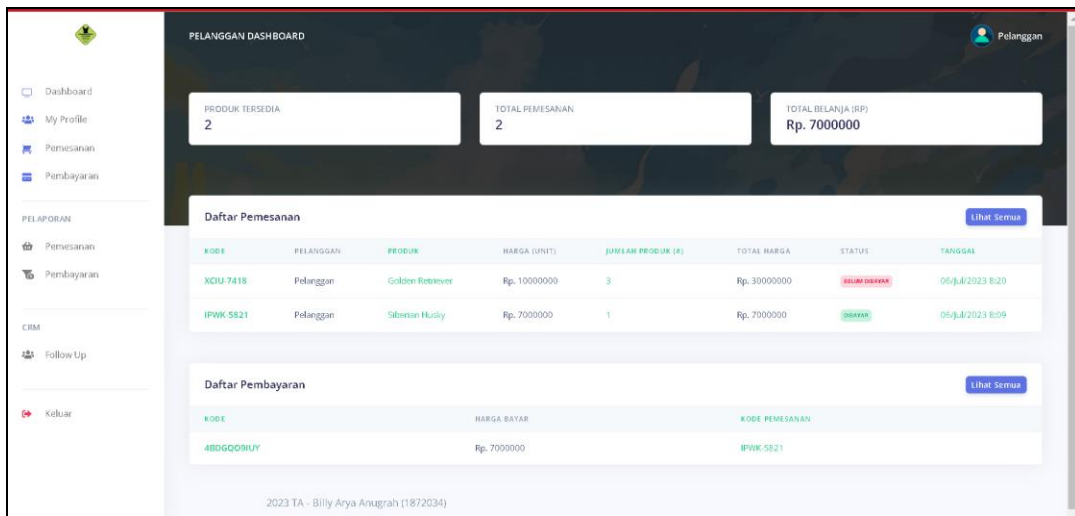 PELANGGAN DASHBOARD
Pelanggan
Dashboard
My Profile
Pemesanan
Pembayaran
PELAPORAN
Pemesanan
Pembayaran
CRM
Follow Up
Keluar
PRODUK TERSEDIA
2
TOTAL PEMESANAN
2
TOTAL BELANJA (RP)
Rp. 7000000
Daftar Pemesanan
Lihat Semua
KODE PELANGGAN PRODUK HARGA (UNIT) JUMLAH PRODUK (#) TOTAL HARGA STATUS TANGGAL
XCIU-7418 Pelanggan Golden Retriever Rp. 10000000 3 Rp. 30000000 BELUM DIBAYAR 06/Jul/2023 8:20
IPWK-5821 Pelanggan Siberian Husky Rp. 7000000 1 Rp. 7000000 DIBAYAR 06/Jul/2023 8:09
Daftar Pembayaran
Lihat Semua
KODE HARGA BAYAR KODE PEMESANAN
4BDGQO9IUY Rp. 7000000 IPWK-5821
2023 TA - Billy Arya Anugrah (1872034)